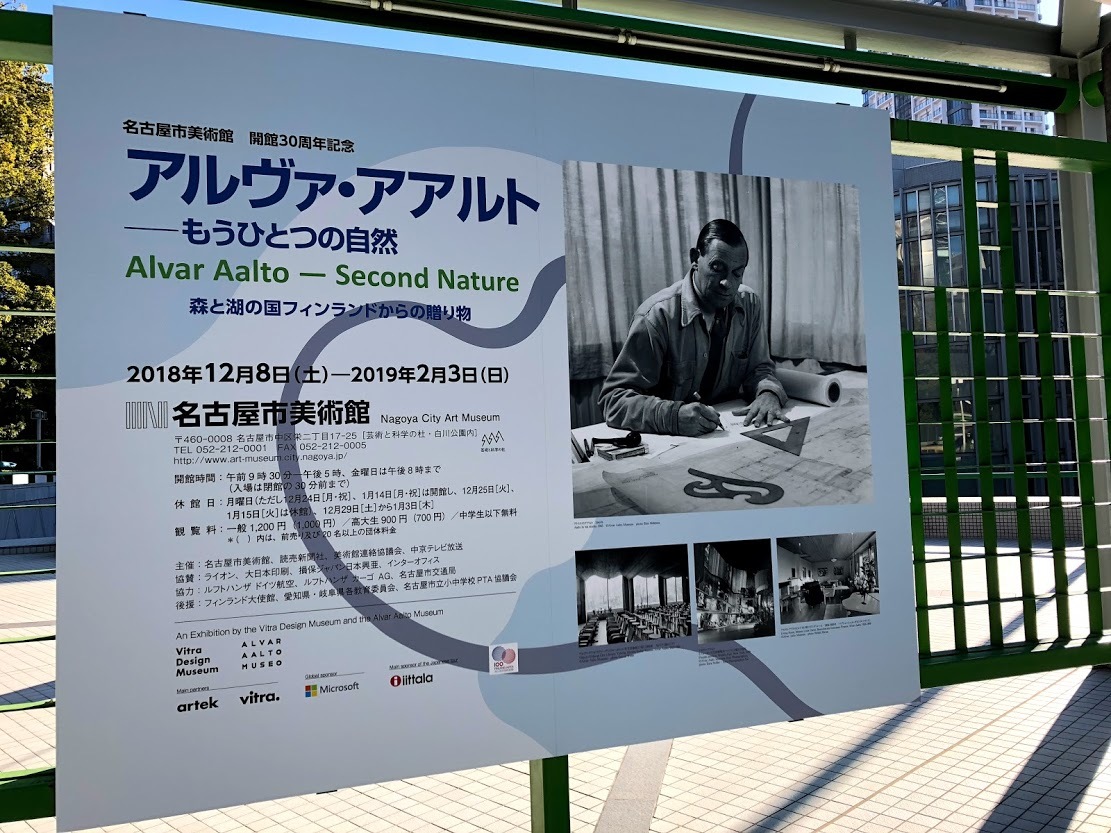 名古屋市美術館　開館30周年記念
アルヴァ・アアルト
──もうひとつの自然
Alvar Aalto — Second Nature
森と湖の国フィンランドからの贈り物
2018年12月8日(土)—2019年2月3日(日)
名古屋市美術館 Nagoya City Art Museum
〒460-0008 名古屋市中区栄二丁目17-25 [芸術と科学の杜・白川公園内]
TEL 052-212-0001　FAX 052-212-0005
http://www.art-museum.city.nagoya.jp/
開館時間：午前9時30分—午後5時、金曜日は午後8時まで
(入場は閉館の30分前まで)
休館日：月曜日(ただし12月24日[月・祝]、1月14日[月・祝]は開館し、12月25日[火]、
1月15日[火]は休館)、12月29日[土]から1月3日[木]
観覧料：一般1,200円(1,000円)／高大生900円(700円)／中学生以下無料
＊( )内は、前売り及び20名以上の団体料金
主催：名古屋市美術館、読売新聞社、美術館連絡協議会、中京テレビ放送
協賛：ライオン、大日本印刷、損保ジャパン日本興亜、インターオフィス
協力：ルフトハンザ ドイツ航空、ルフトハンザ カーゴ AG、名古屋市交通局
後援：フィンランド大使館、愛知県・岐阜県各教育委員会、名古屋市立小中学校PTA協議会
An Exhibition by the Vitra Design Museum and the Alvar Aalto Museum
Vitra
Design
Museum
ALVAR
AALTO
MUSEO
Main partners
artek
vitra.
Global sponsor
Microsoft
Main sponsor of the Japanese tour
iittala
100